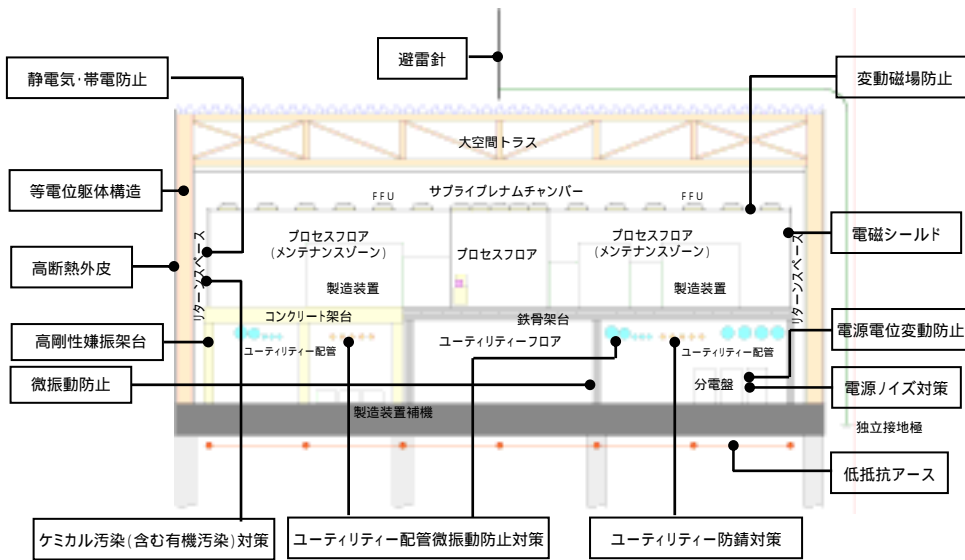 避雷針
静電気・帯電防止
変動磁場防止
大空間トラス
等電位躯体構造
サプライプレナムチャンバー
FFU
FFU
電磁シールド
プロセスフロア
(メンテナンスゾーン)
プロセスフロア
プロセスフロア
(メンテナンスゾーン)
リターンスペース
リターンスペース
高断熱外皮
製造装置
製造装置
コンクリート架台
鉄骨架台
電源電位変動防止
高剛性嫌振架台
ユーティリティー配管
ユーティリティーフロア
ユーティリティー配管
微振動防止
分電盤
電源ノイズ対策
製造装置補機
独立接地極
低抵抗アース
ケミカル汚染(含む有機汚染)対策
ユーティリティー配管微振動防止対策
ユーティリティー防錆対策